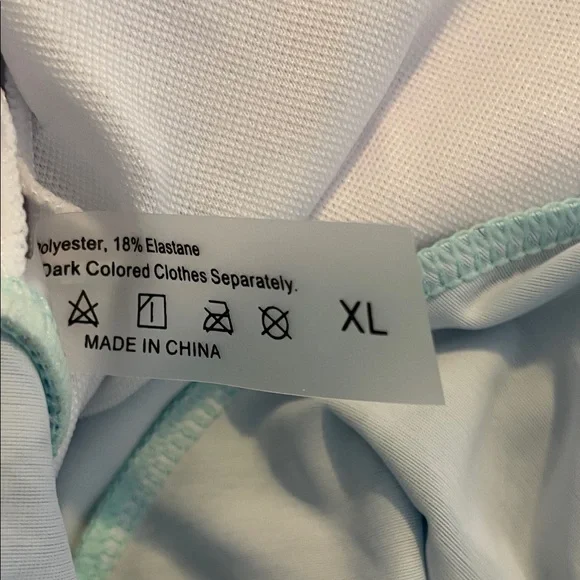 olyester, 18% Elastane
Dark Colored Clothes Separately.
XL
MADE IN CHINA